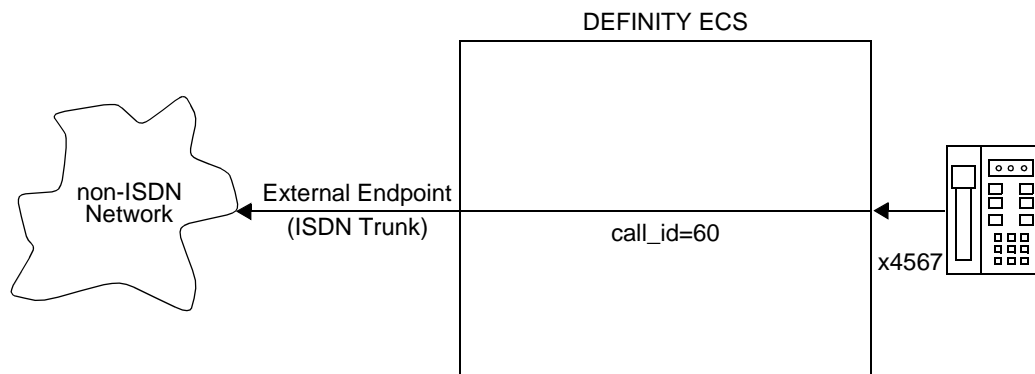 DEFINITY ECS
non-ISDN
Network
External Endpoint
(ISDN Trunk)
call_id=60
x4567